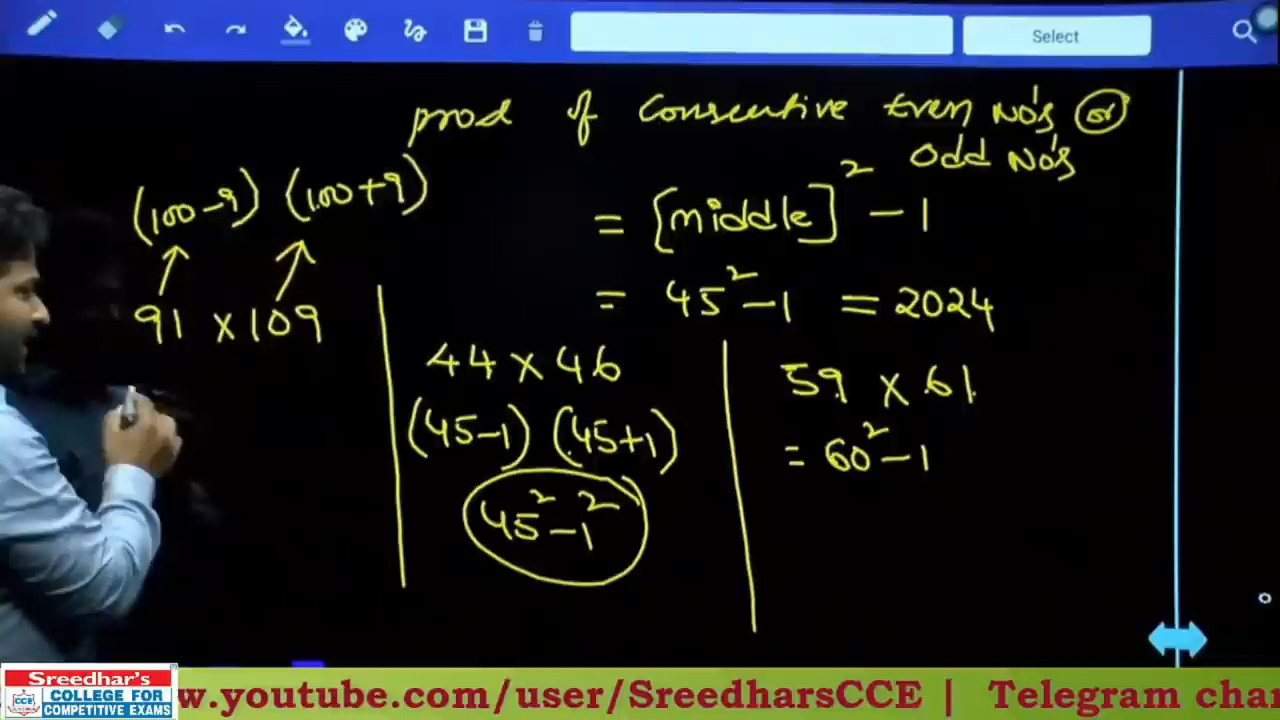 Select
prod of Consecutive Even No's or
Odd No's
(100-9) (100+9)
= [middle]² - 1
91 x 109
= 45² - 1 = 2024
44 x 46
59 x 61
(45-1) (45+1)
= 60² - 1
45² - 1²
Sreedhar's
CCE
COLLEGE FOR
COMPETITIVE EXAMS
w.youtube.com/user/SreedharsCCE | Telegram chan